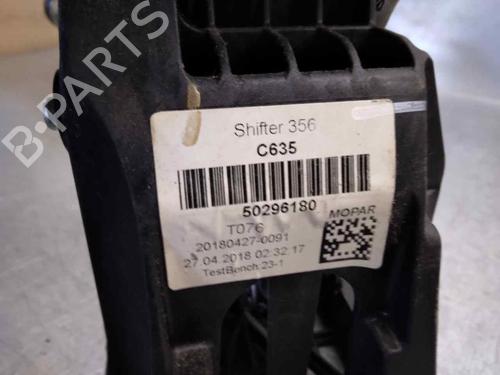 Shifter 356
C635
50296180
T076 MOPAR
20180427-0091
27.04.2018 02:32:17
TestBench:23-1
B-PARTS